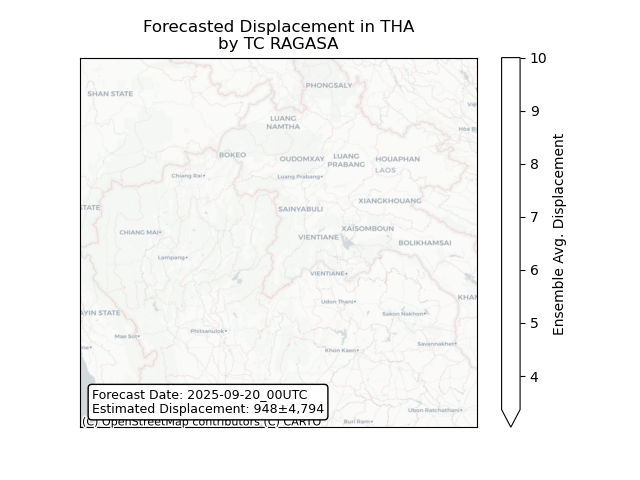 Forecasted Displacement in THA
by TC RAGASA
PHONGSALY
SHAN STATE
LUANG
NAMTHA
BOKEO
OUDOMXAY
LUANG
PRABANG
HOUAPHAN
LAOS
Chiang Rai
Luang Prabang
XIANGKHOUANG
STATE
SAINYABULI
CHIANG MAI
VIENTIANE
XAISOMBOUN
BOLIKHAMSAI
Lampang
VIENTIANE
Udon Thani
KHAN
AYIN STATE
Sakon Nakhon
Mae Sot
Phitsanulok
Khon Kaen
Savannakhet
Ubon Ratchathani
Buri Ram
Forecast Date: 2025-09-20_00UTC
Estimated Displacement: 948±4,794
(C) OpenStreetMap contributors (C) CARTO
10
9
8
7
6
5
4
Ensemble Avg. Displacement